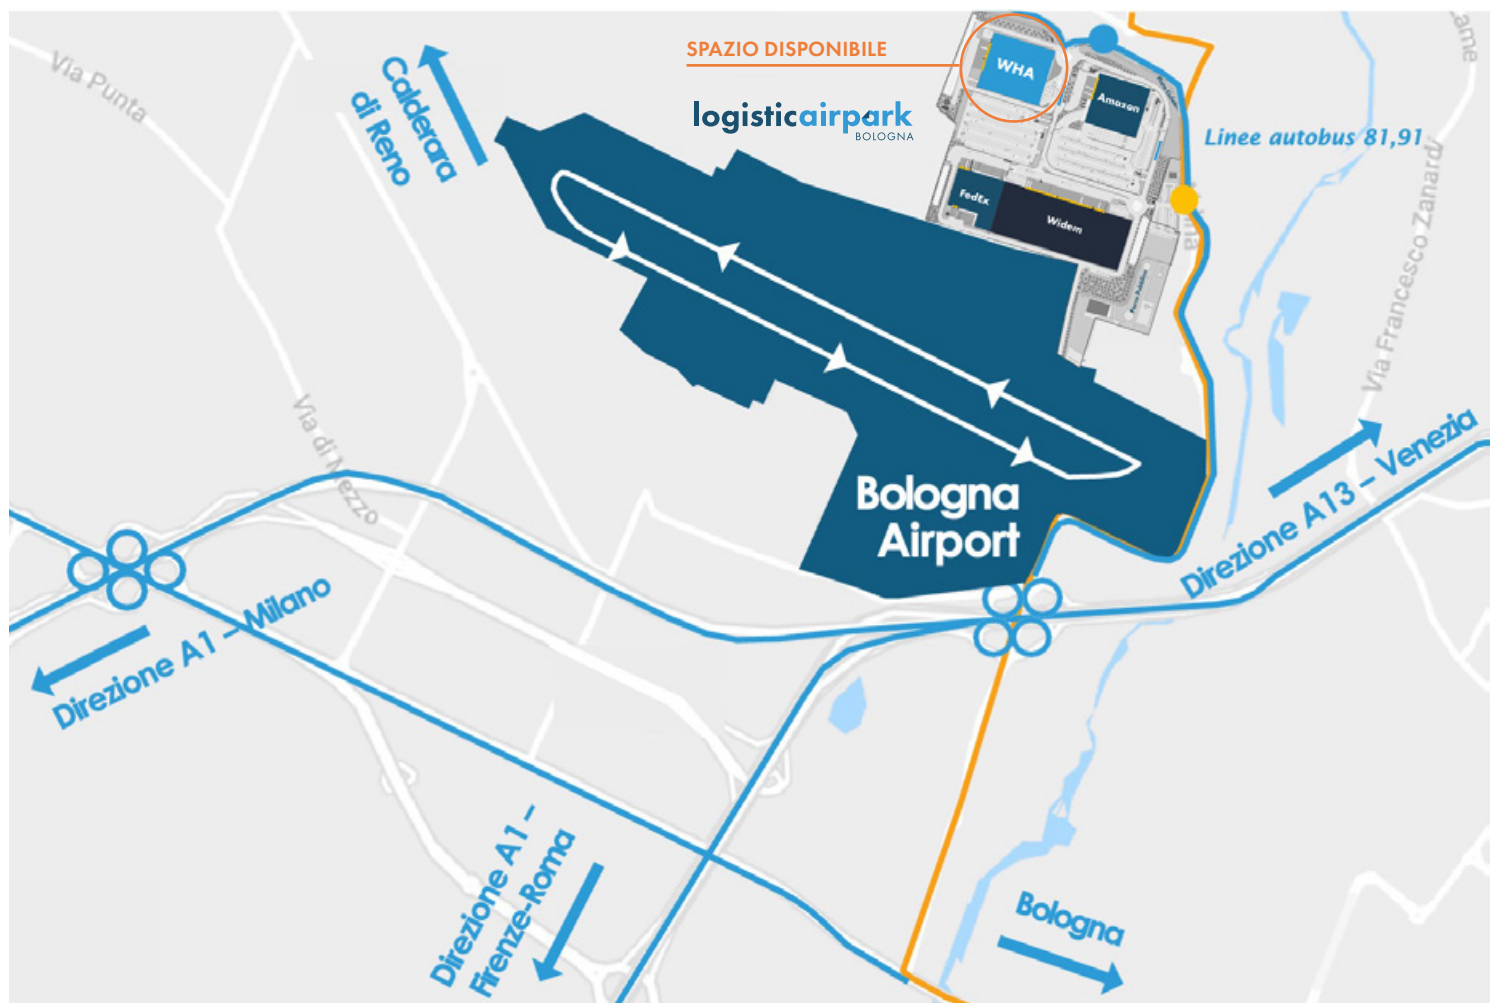 SPAZIO DISPONIBILE
logisticairpark
BOLOGNA
WHA
Amazon
FedEx
Widem
Linee autobus 81,91
Via Punta
Calderara
di Reno
Via di Mezzo
Via Francesco Zanardi
Bologna
Airport
Direzione A13 – Venezia
Direzione A1 – Milano
Direzione A1 –
Firenze-Roma
Bologna